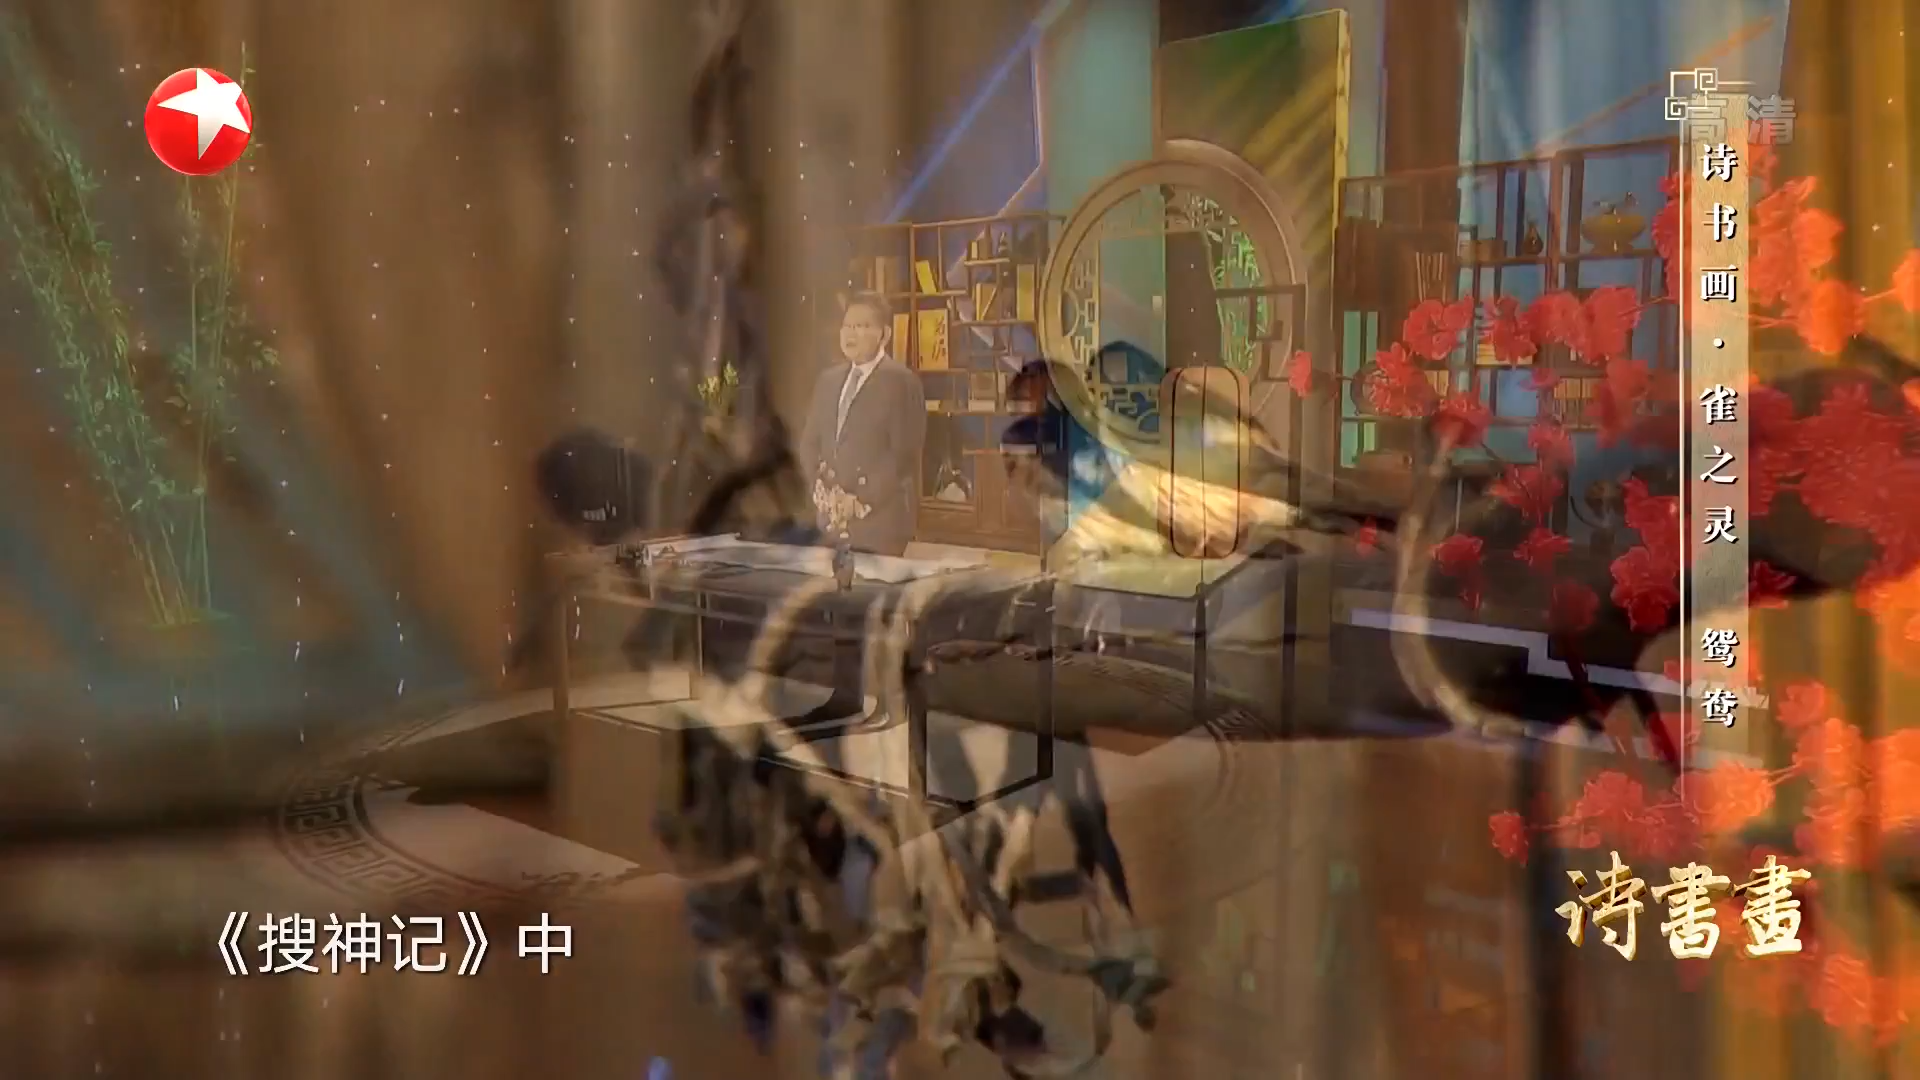 高清
诗书画·雀之灵 鸳鸯
诗書畫
《搜神记》中